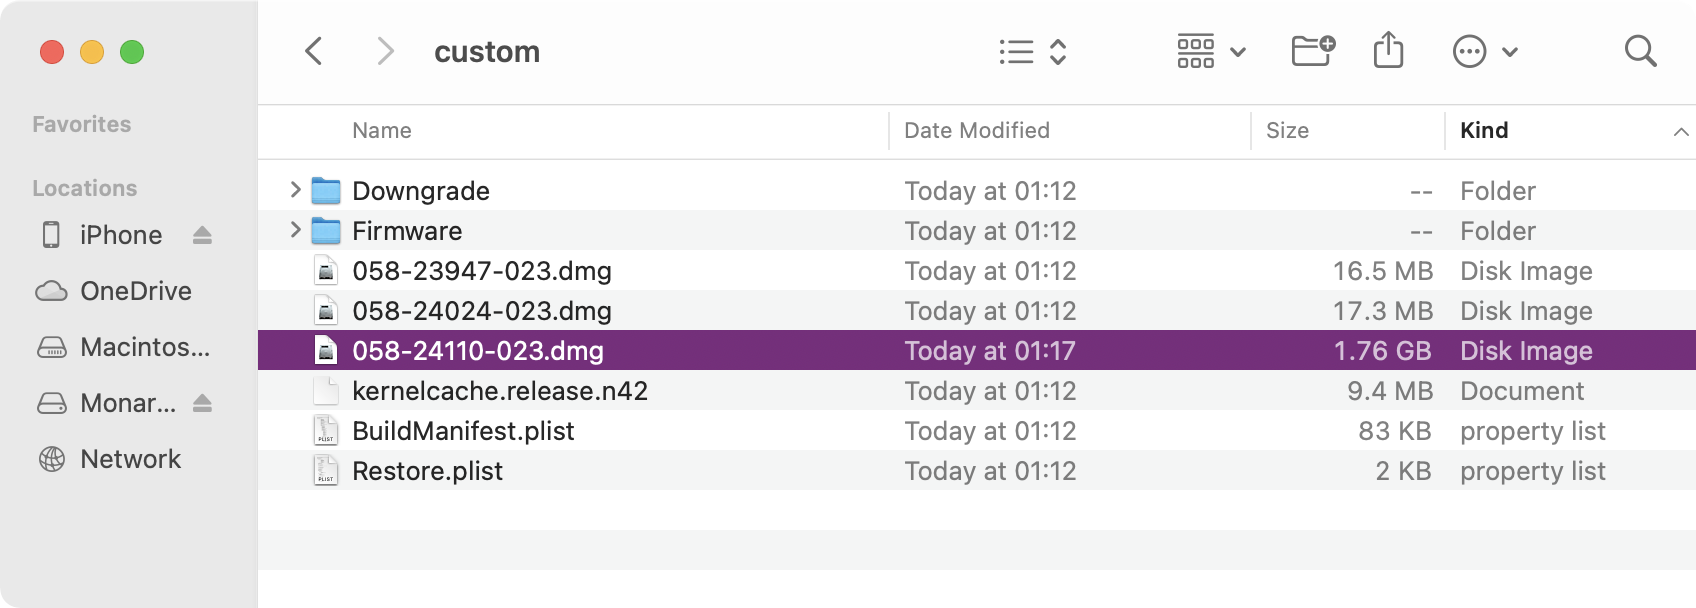 custom
Favorites
Locations
iPhone
OneDrive
Macintos...
Monar...
Network
Name Date Modified Size Kind
Downgrade Today at 01:12 -- Folder
Firmware Today at 01:12 -- Folder
058-23947-023.dmg Today at 01:12 16.5 MB Disk Image
058-24024-023.dmg Today at 01:12 17.3 MB Disk Image
058-24110-023.dmg Today at 01:17 1.76 GB Disk Image
kernelcache.release.n42 Today at 01:12 9.4 MB Document
BuildManifest.plist Today at 01:12 83 KB property list
Restore.plist Today at 01:12 2 KB property list
PLIST
PLIST